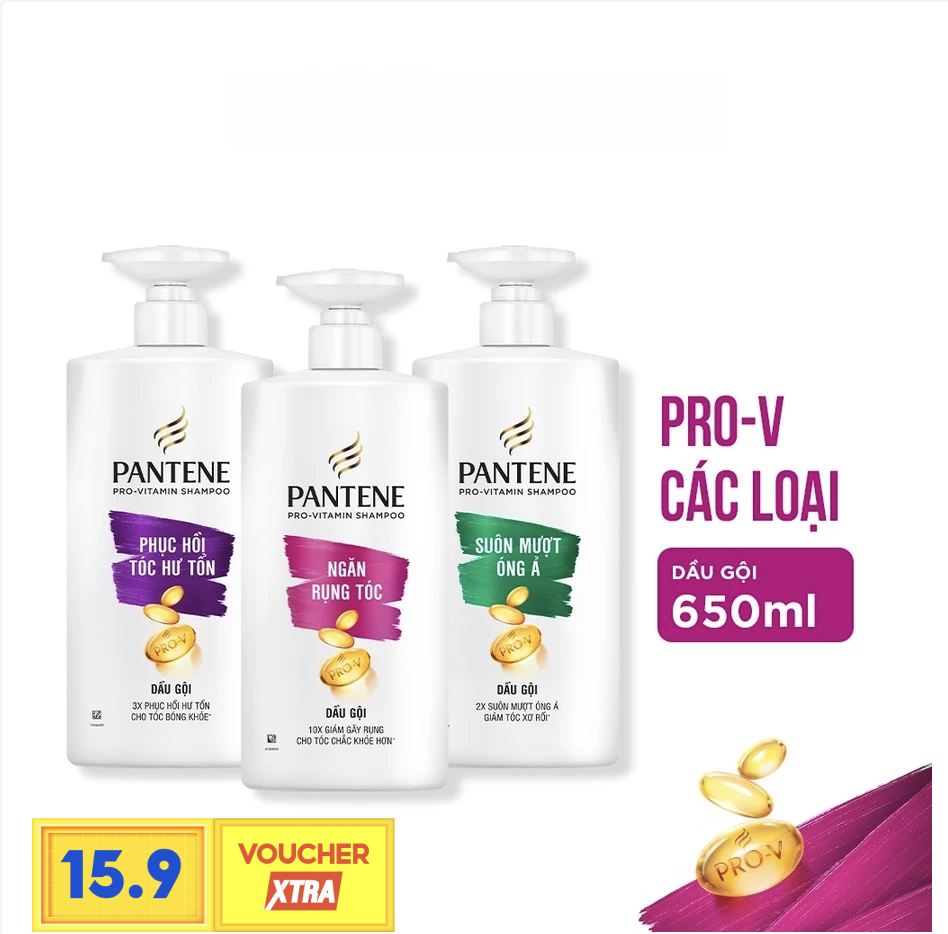 PANTENE
PRO-VITAMIN SHAMPOO
PHỤC HỒI
TÓC HƯ TỔN
PRO-V
DẦU GỘI
3X PHỤC HỒI HƯ TỔN
CHO TÓC BÓNG KHỎE*
PANTENE
PRO-VITAMIN SHAMPOO
NGĂN
RỤNG TÓC
PRO-V
DẦU GỘI
10X GIẢM GÃY RỤNG
CHO TÓC CHẮC KHỎE HƠN*
PANTENE
PRO-VITAMIN SHAMPOO
SUÔN MƯỢT
ÓNG Ả
PRO-V
DẦU GỘI
2X SUÔN MƯỢT ÓNG Ả
GIẢM TÓC XƠ RỐI*
PRO-V
CÁC LOẠI
DẦU GỘI
650ml
PRO-V
15.9
VOUCHER
XTRA